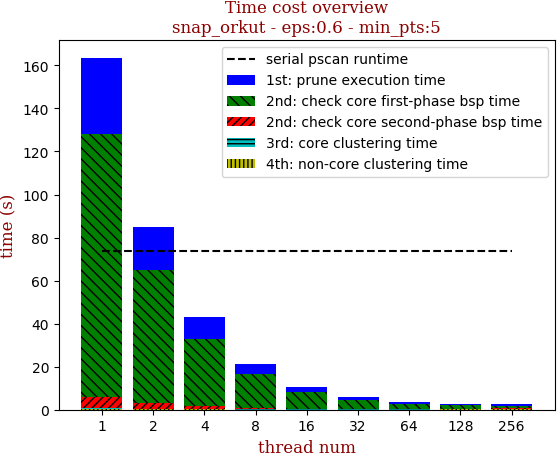 Time cost overview
snap_orkut - eps:0.6 - min_pts:5
serial pscan runtime
1st: prune execution time
2nd: check core first-phase bsp time
2nd: check core second-phase bsp time
3rd: core clustering time
4th: non-core clustering time
time (s)
160
140
120
100
80
60
40
20
0
1 2 4 8 16 32 64 128 256
thread num